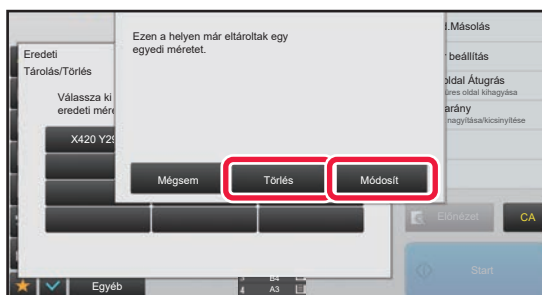 Ezen a helyen már eltároltak egy
egyedi méretet.
Mégsem
Törlés
Módosít
Eredeti
Tárolás/Törlés
Válassza ki
eredeti mére
X420 Y29
Egyéb
B4
4 A3
d.Másolás
beállítás
oldal Átugrás
üres oldal kihagyása
arány
nagyítása/kicsinyítése
Előnézet
CA
Start